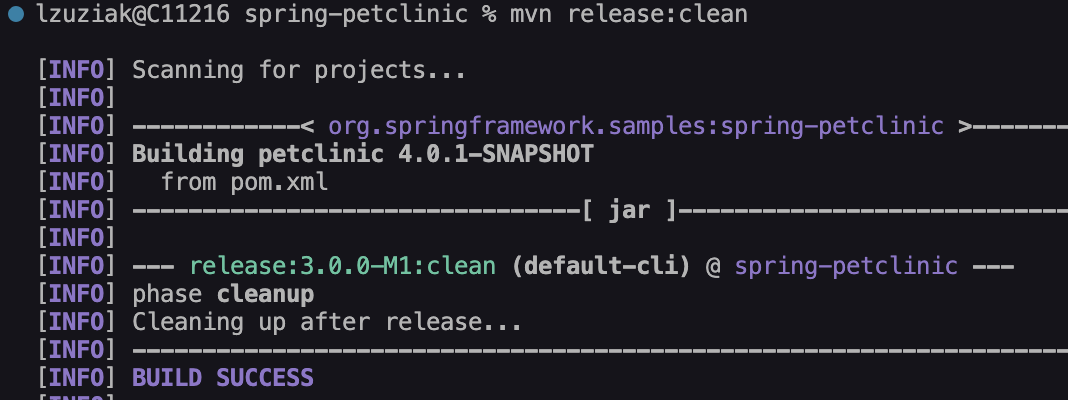 lzuziak@C11216 spring-petclinic % mvn release:clean
[INFO] Scanning for projects...
[INFO]
[INFO] ------------< org.springframework.samples:spring-petclinic >-------
[INFO] Building petclinic 4.0.1-SNAPSHOT
[INFO]   from pom.xml
[INFO] --------------------------------[ jar ]----------------------------
[INFO]
[INFO] --- release:3.0.0-M1:clean (default-cli) @ spring-petclinic ---
[INFO] phase cleanup
[INFO] Cleaning up after release...
[INFO] -------------------------------------------------------------------
[INFO] BUILD SUCCESS